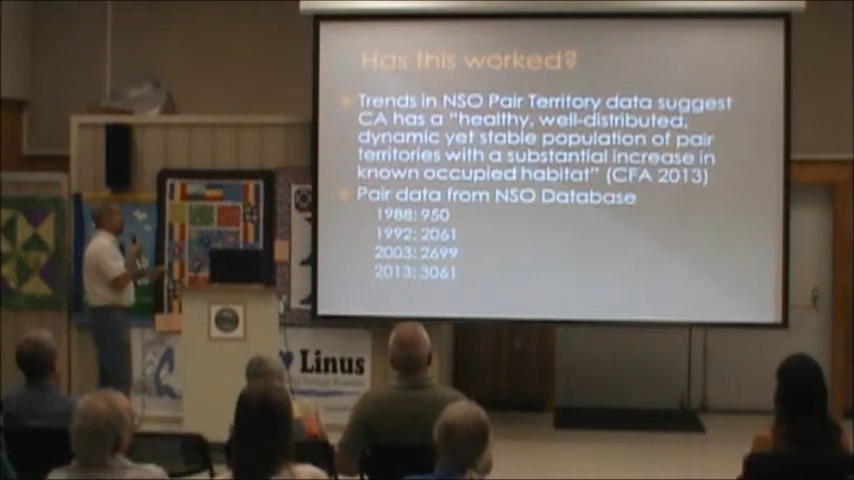 Has this worked?
Trends in NSO Pair Territory data suggest
CA has a "healthy, well-distributed,
dynamic yet stable population of pair
territories with a substantial increase in
known occupied habitat" (CFA 2013)
Pair data from NSO Database
1988: 950
1992: 2061
2003: 2699
2013: 3061
Linus